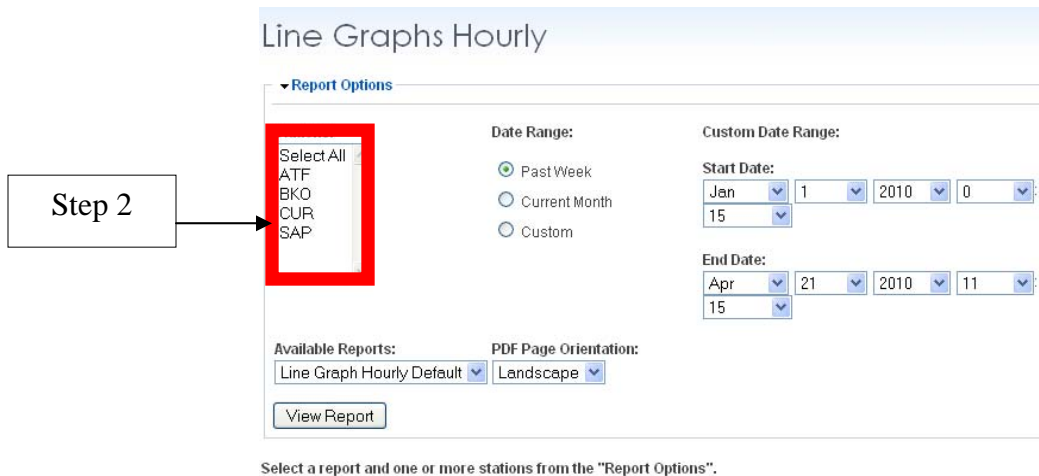 Line Graphs Hourly
Report Options
Date Range:
Custom Date Range:
Select All
ATF
BKO
CUR
SAP
Step 2
Past Week
Current Month
Custom
Start Date:
Jan 1 2010 0 :
15
End Date:
Apr 21 2010 11 :
15
Available Reports:
PDF Page Orientation:
Line Graph Hourly Default
Landscape
View Report
Select a report and one or more stations from the "Report Options".